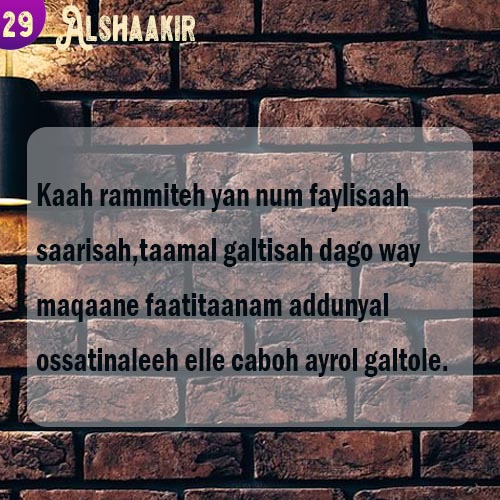 29 ALSHAAKIR
Kaah rammiteh yan num faylisaah
saarisah,taamal galtisah dago way
maqaane faatitaanam addunyal
ossatinaleeh elle caboh ayrol galtole.